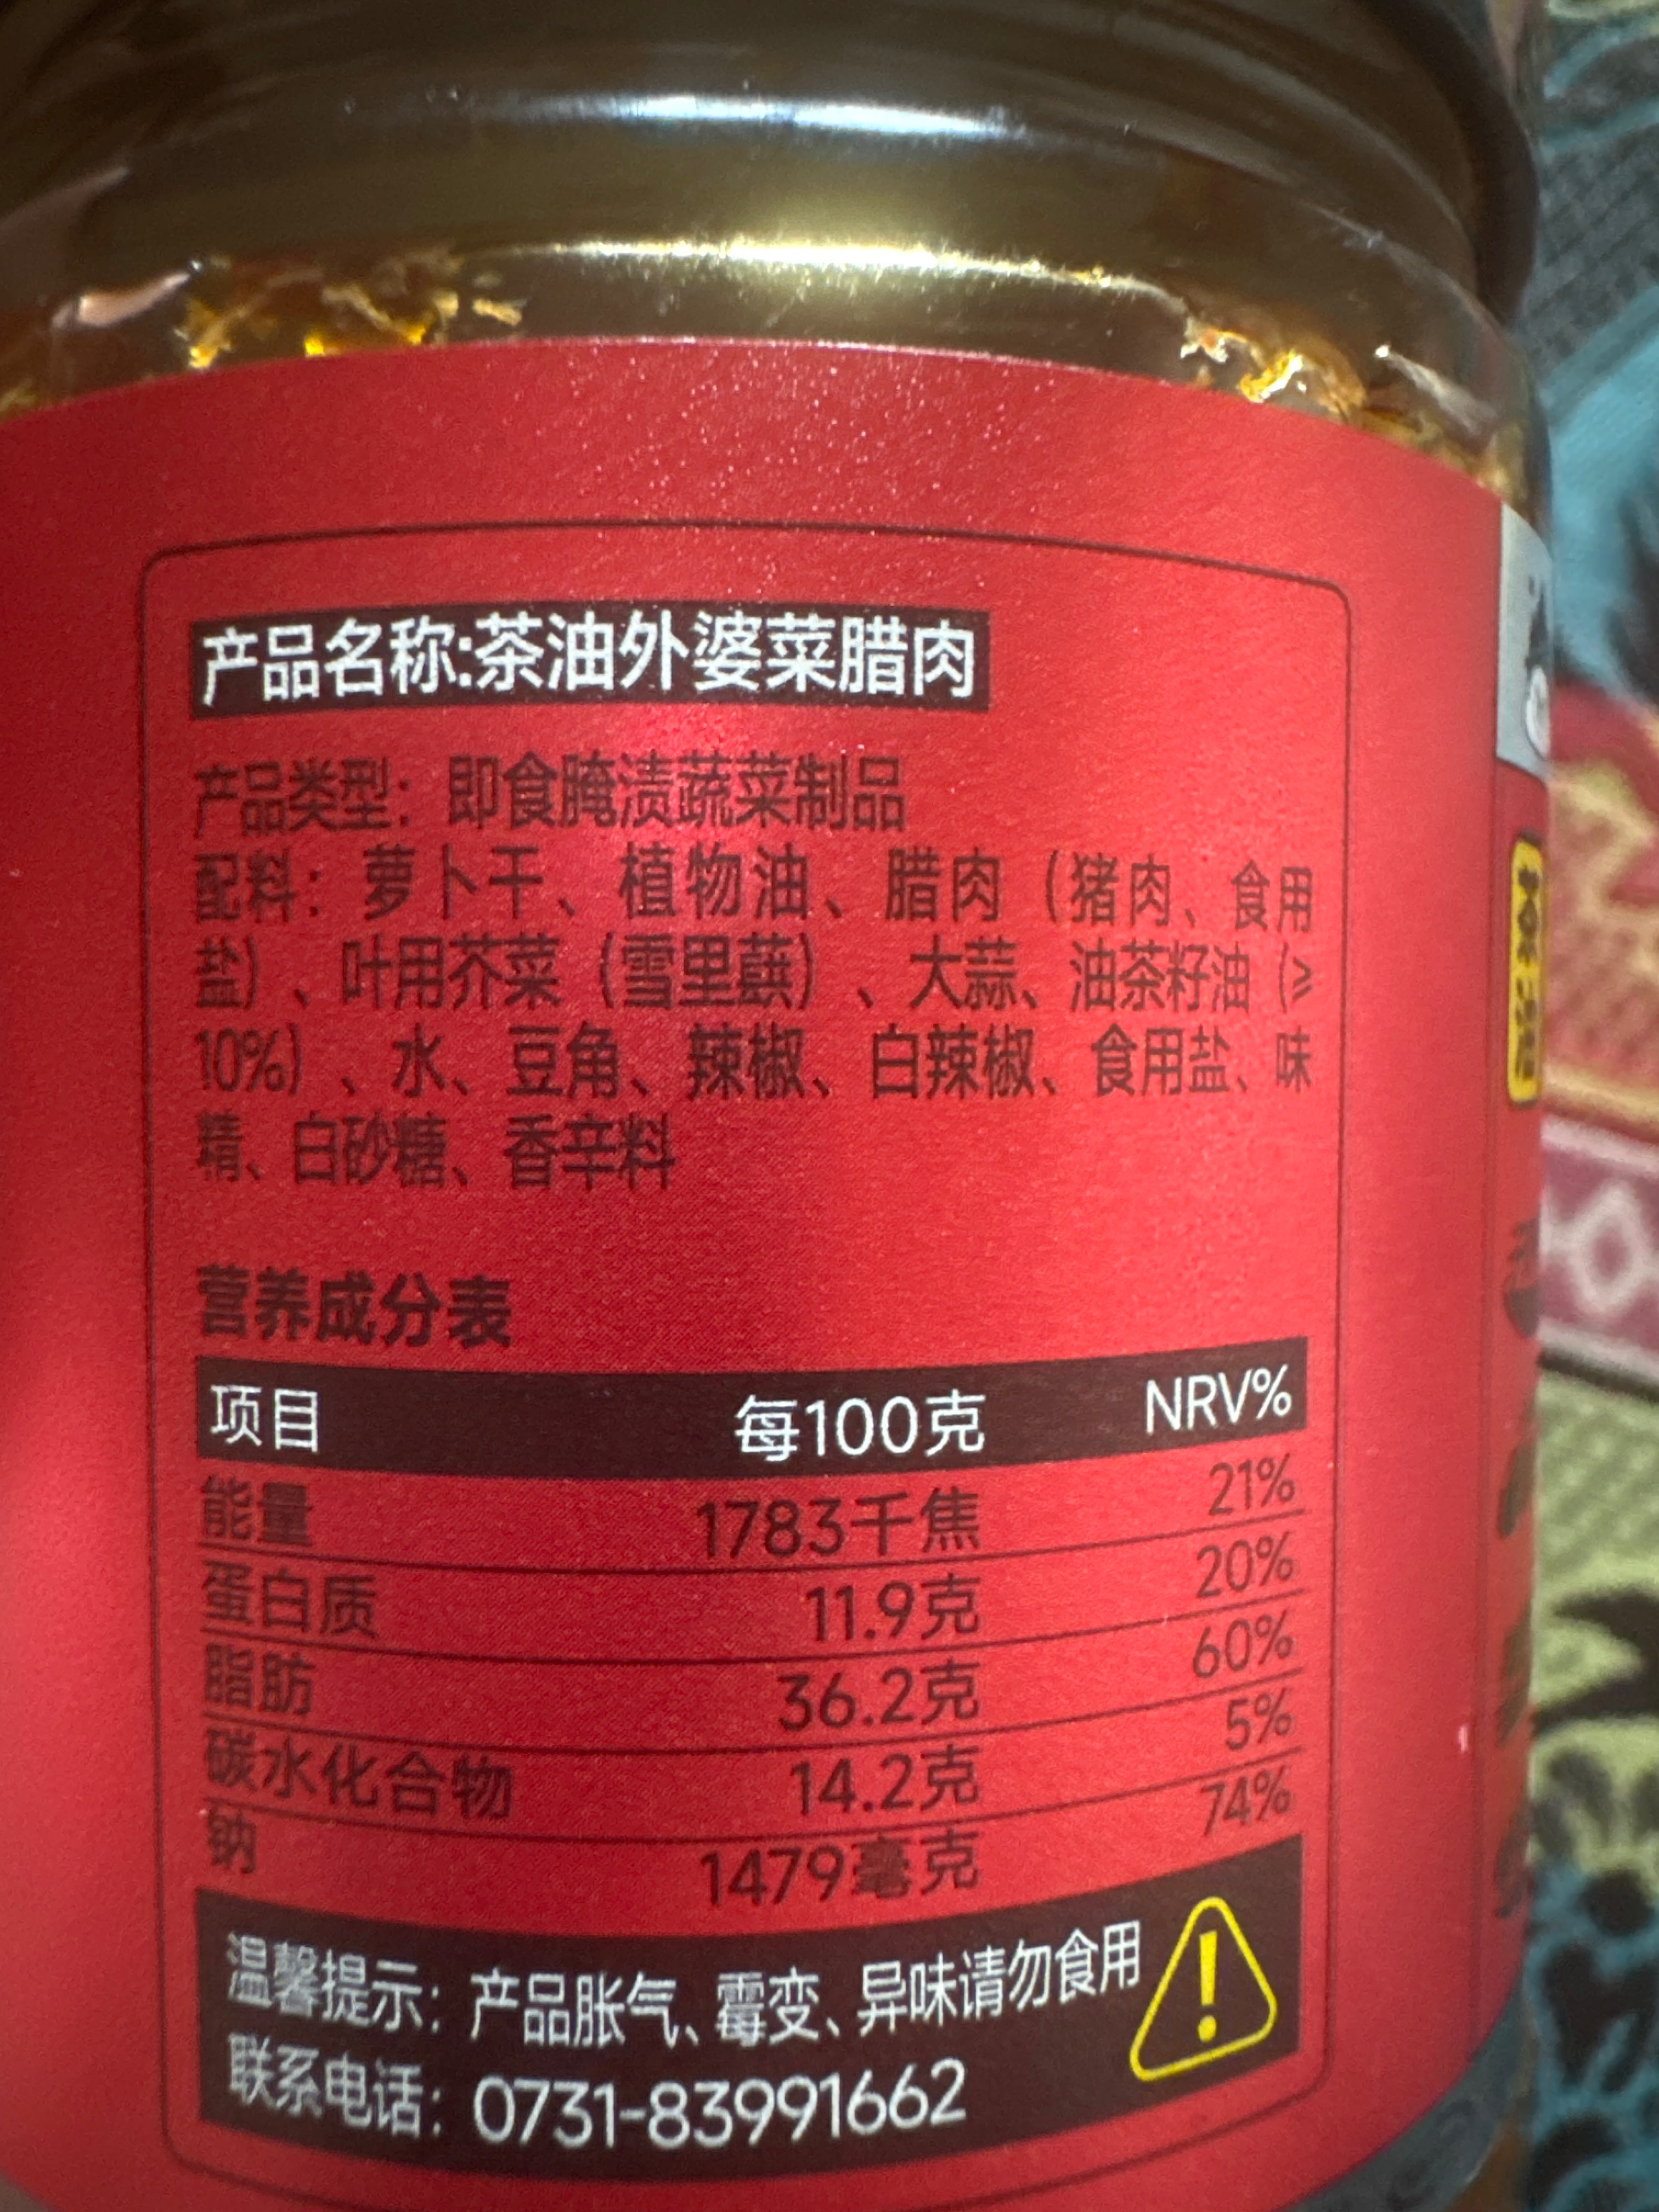 产品名称:茶油外婆菜腊肉
产品类型：即食腌渍蔬菜制品
配料：萝卜干、植物油、腊肉（猪肉、食用
盐）、叶用芥菜（雪里蕻）、大蒜、油茶籽油（≥
10%）、水、豆角、辣椒、白辣椒、食用盐、味
精、白砂糖、香辛料
营养成分表
项目 每100克 NRV%
能量 1783千焦 21%
蛋白质 11.9克 20%
脂肪 36.2克 60%
碳水化合物 14.2克 5%
钠 1479毫克 74%
温馨提示：产品胀气、霉变、异味请勿食用
联系电话：0731-83991662